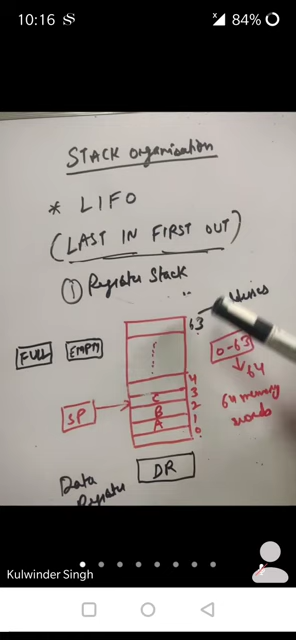 10:16 S
84%
STACK Organisation
* LIFO
(LAST IN FIRST OUT)
① Register Stack
63
FULL
EMPTY
0-63
64
4
64 memory
words
3
C
SP
2
B
1
A
0
DR
Data
Register
Kulwinder Singh